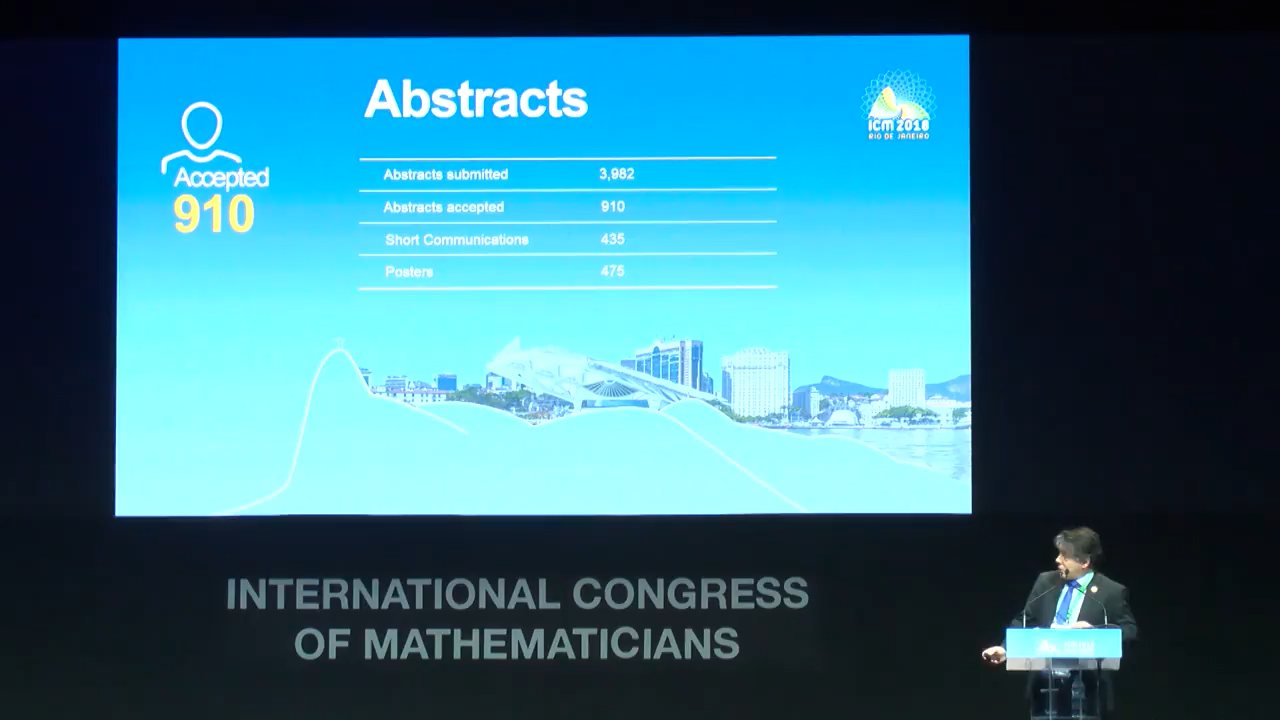 Abstracts
Accepted
910
ICM 2018
RIO DE JANEIRO
Abstracts submitted 3,982
Abstracts accepted 910
Short Communications 435
Posters 475
INTERNATIONAL CONGRESS
OF MATHEMATICIANS